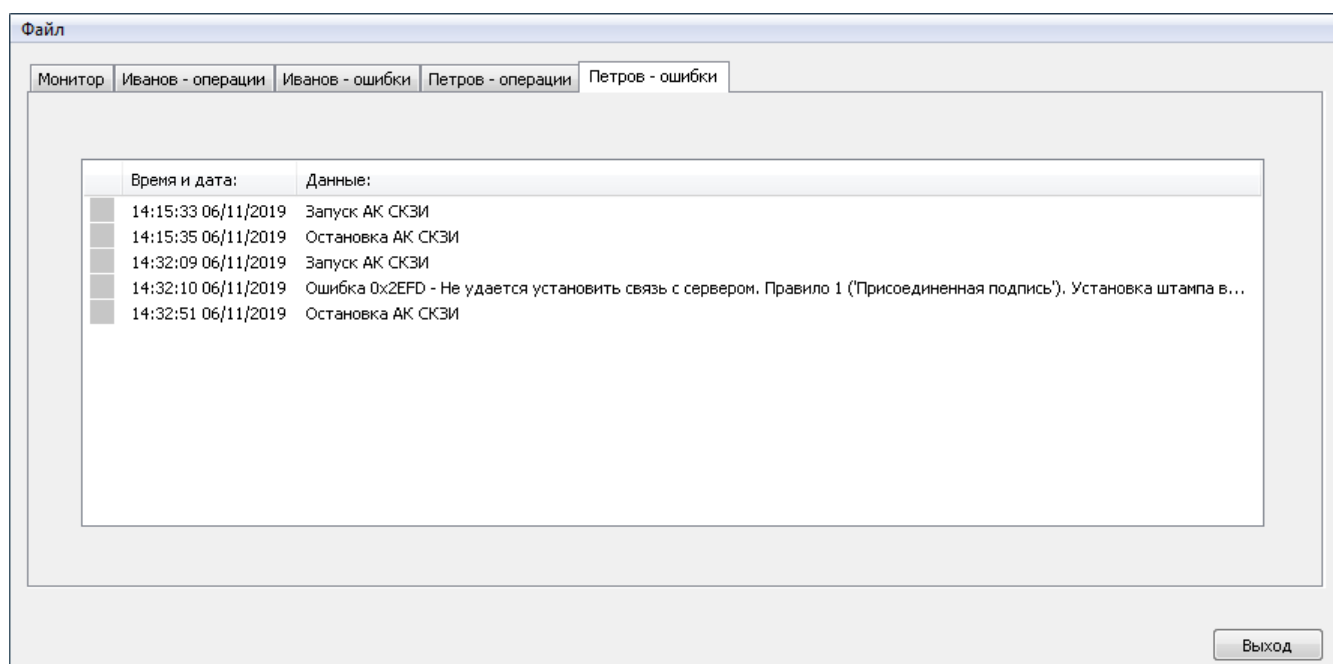 Файл
Монитор Иванов - операции Иванов - ошибки Петров - операции Петров - ошибки
Время и дата: Данные:
14:15:33 06/11/2019 Запуск АК СКЗИ
14:15:35 06/11/2019 Остановка АК СКЗИ
14:32:09 06/11/2019 Запуск АК СКЗИ
14:32:10 06/11/2019 Ошибка 0x2EFD - Не удается установить связь с сервером. Правило 1 ('Присоединенная подпись'). Установка штампа в...
14:32:51 06/11/2019 Остановка АК СКЗИ
Выход